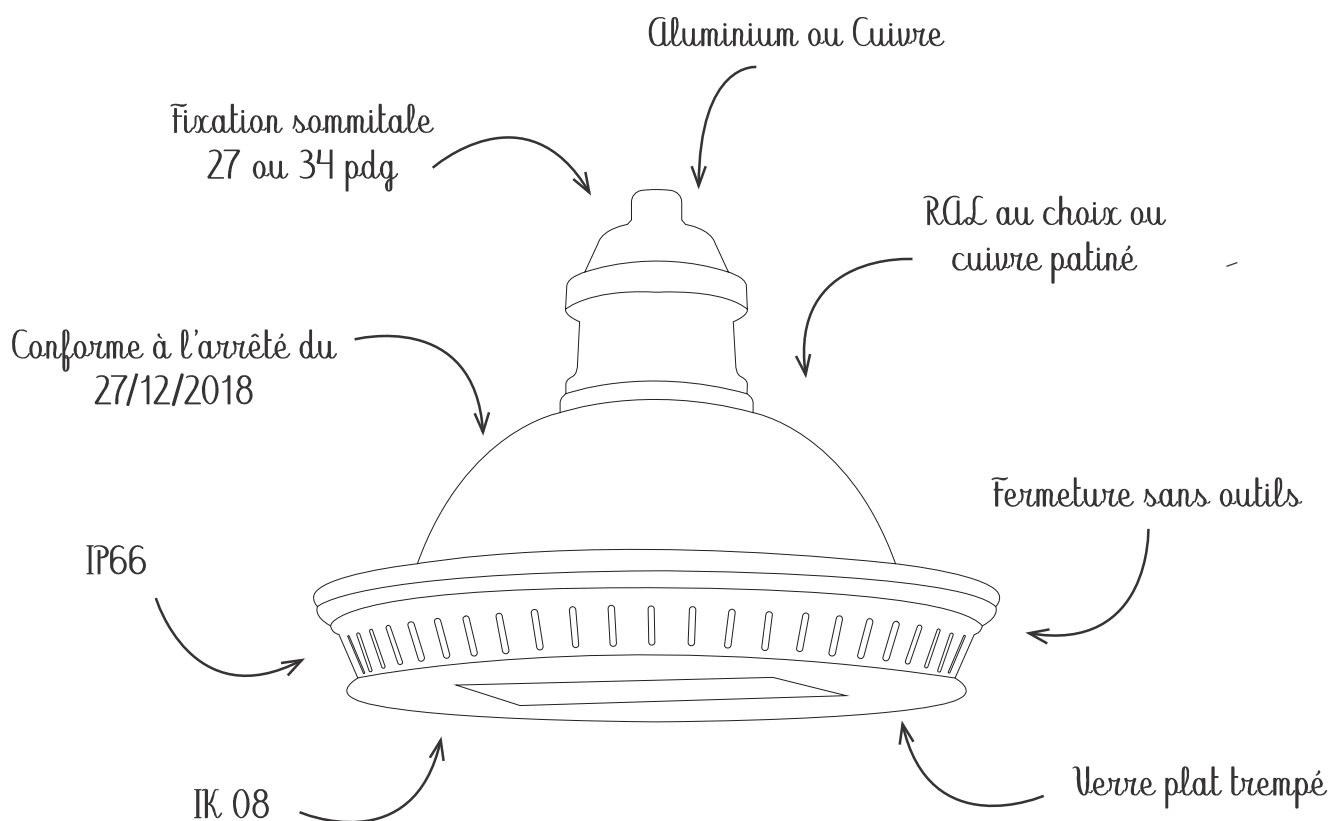 Aluminium ou Cuivre
Fixation sommitale
27 ou 34 pdg
RAL au choix ou
cuivre patiné
Conforme à l'arrêté du
27/12/2018
Fermeture sans outils
IP66
Verre plat trempé
IK 08